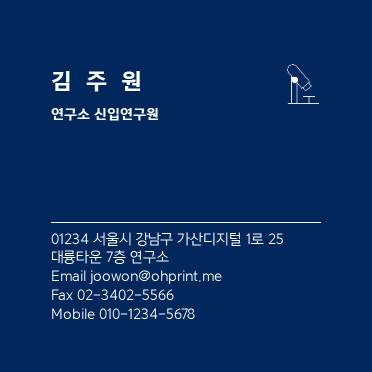 김 주 원
연구소 신입연구원
01234 서울시 강남구 가산디지털 1로 25
대륭타운 7층 연구소
Email joowon@ohprint.me
Fax 02-3402-5566
Mobile 010-1234-5678